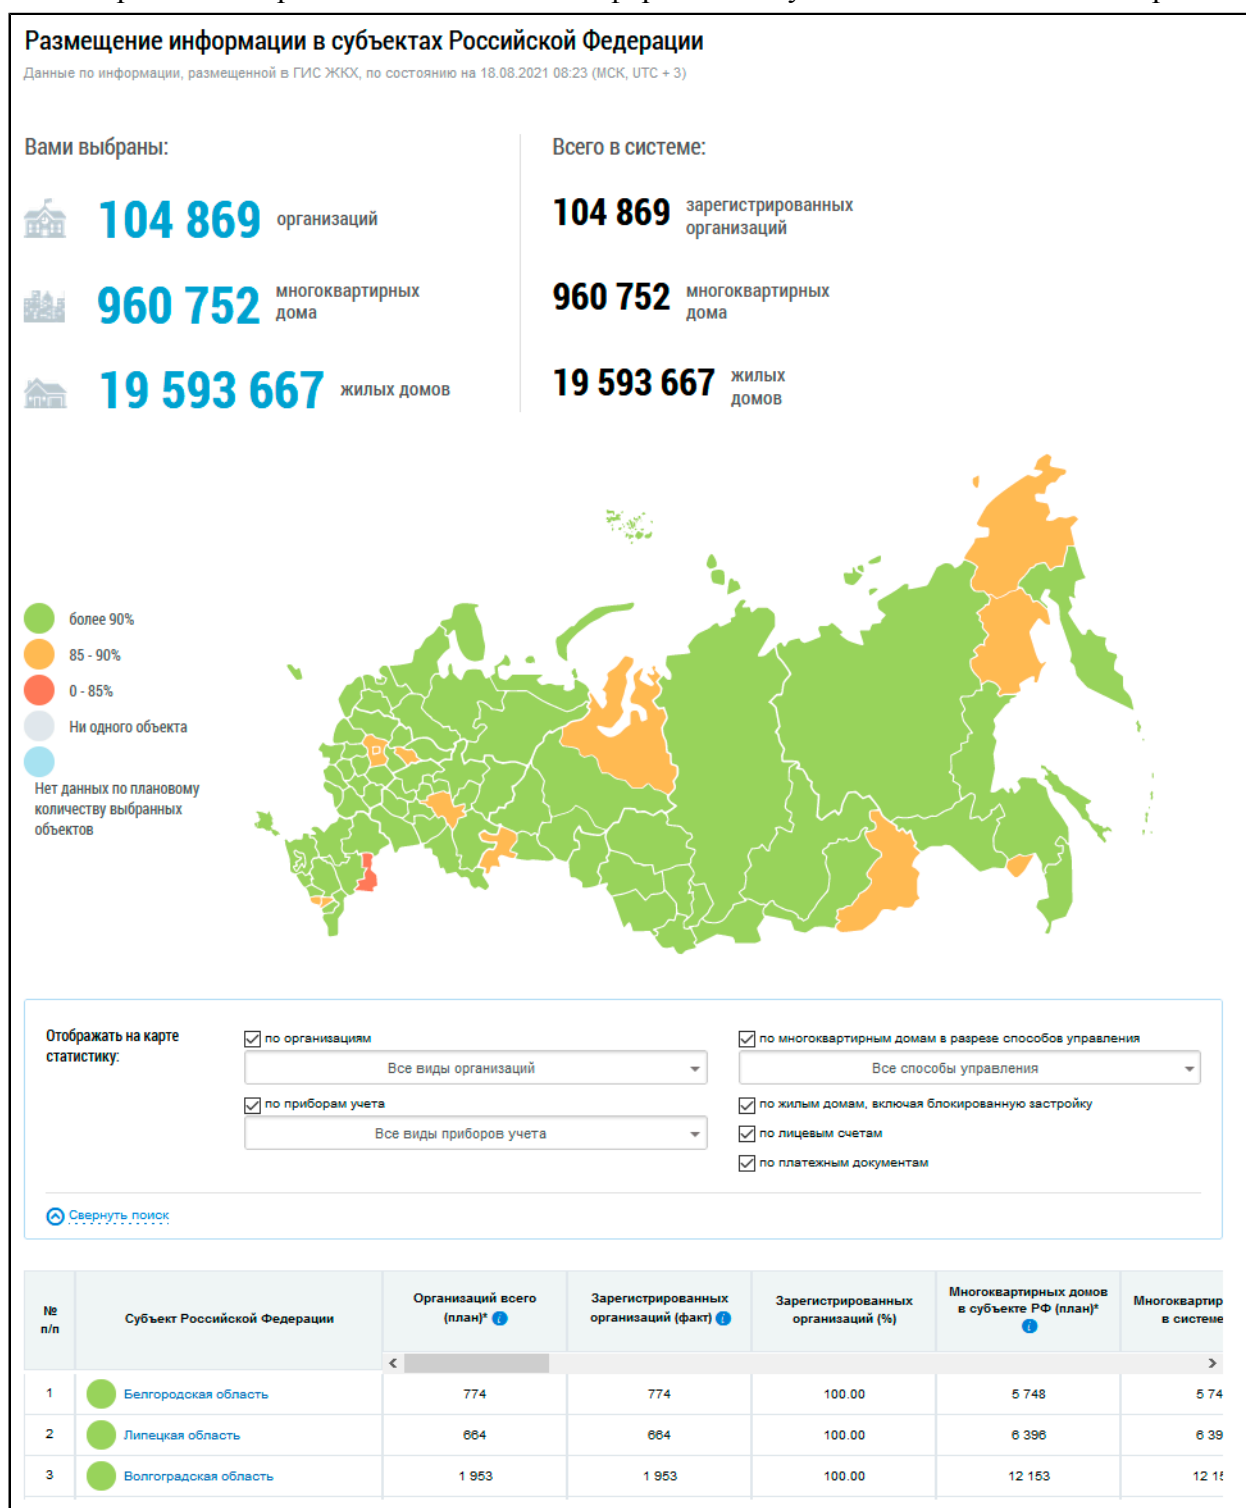 Размещение информации в субъектах Российской Федерации
Данные по информации, размещенной в ГИС ЖКХ, по состоянию на 18.08.2021 08:23 (МСК, UTC + 3)
Вами выбраны:
104 869 организаций
960 752 многоквартирных
дома
19 593 667 жилых домов
Всего в системе:
104 869 зарегистрированных
организаций
960 752 многоквартирных
дома
19 593 667 жилых
домов
более 90%
85 - 90%
0 - 85%
Ни одного объекта
Нет данных по плановому
количеству выбранных
объектов
Отображать на карте
статистику:
по организациям
Все виды организаций
по приборам учета
Все виды приборов учета
по многоквартирным домам в разрезе способов управления
Все способы управления
по жилым домам, включая блокированную застройку
по лицевым счетам
по платежным документам
Свернуть поиск
№
п/п
Субъект Российской Федерации
Организаций всего
(план)*
Зарегистрированных
организаций (факт)
Зарегистрированных
организаций (%)
Многоквартирных домов
в субъекте РФ (план)*
Многоквартир
в системе
1 Белгородская область 774 774 100.00 5 748 5 74
2 Липецкая область 664 664 100.00 6 396 6 39
3 Волгоградская область 1 953 1 953 100.00 12 153 12 15